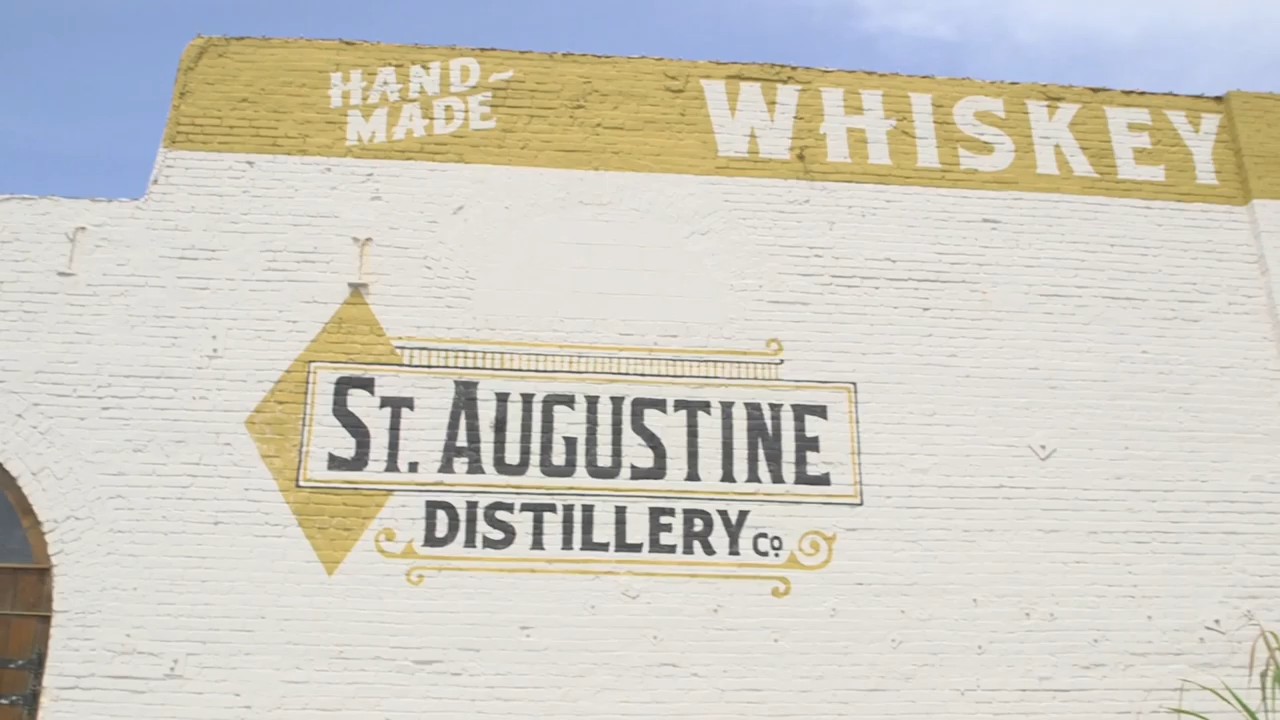 HAND-
MADE
WHISKEY
ST. AUGUSTINE
DISTILLERY Co